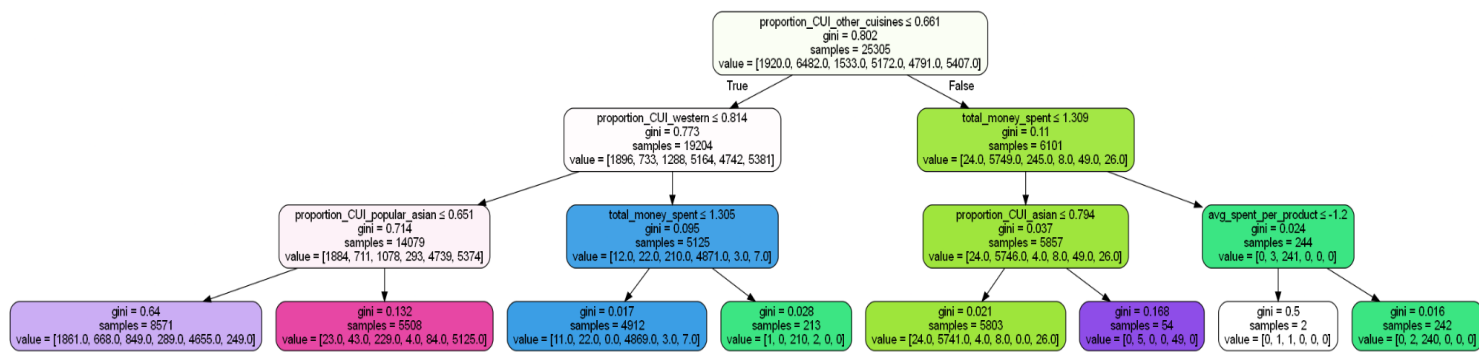 proportion_CUI_other_cuisines ≤ 0.661
gini = 0.802
samples = 25305
value = [1920.0, 6482.0, 1533.0, 5172.0, 4791.0, 5407.0]
True
False
proportion_CUI_western ≤ 0.814
gini = 0.773
samples = 19204
value = [1896, 733, 1288, 5164, 4742, 5381]
total_money_spent ≤ 1.309
gini = 0.11
samples = 6101
value = [24.0, 5749.0, 245.0, 8.0, 49.0, 26.0]
proportion_CUI_popular_asian ≤ 0.651
gini = 0.714
samples = 14079
value = [1884, 711, 1078, 293, 4739, 5374]
total_money_spent ≤ 1.305
gini = 0.095
samples = 5125
value = [12.0, 22.0, 210.0, 4871.0, 3.0, 7.0]
proportion_CUI_asian ≤ 0.794
gini = 0.037
samples = 5857
value = [24.0, 5746.0, 4.0, 8.0, 49.0, 26.0]
avg_spent_per_product ≤ -1.2
gini = 0.024
samples = 244
value = [0, 3, 241, 0, 0, 0]
gini = 0.64
samples = 8571
value = [1861.0, 668.0, 849.0, 289.0, 4655.0, 249.0]
gini = 0.132
samples = 5508
value = [23.0, 43.0, 229.0, 4.0, 84.0, 5125.0]
gini = 0.017
samples = 4912
value = [11.0, 22.0, 0.0, 4869.0, 3.0, 7.0]
gini = 0.028
samples = 213
value = [1, 0, 210, 2, 0, 0]
gini = 0.021
samples = 5803
value = [24.0, 5741.0, 4.0, 8.0, 0.0, 26.0]
gini = 0.168
samples = 54
value = [0, 5, 0, 0, 49, 0]
gini = 0.5
samples = 2
value = [0, 1, 1, 0, 0, 0]
gini = 0.016
samples = 242
value = [0, 2, 240, 0, 0, 0]